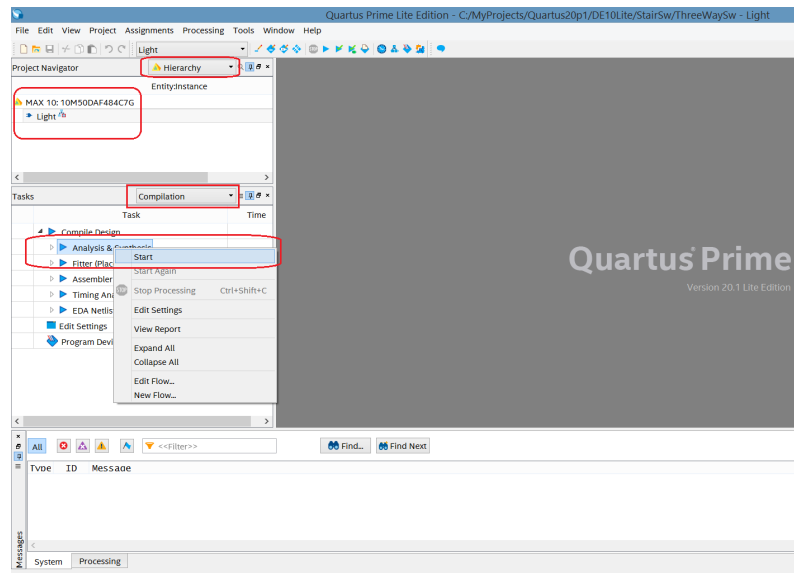 Quartus Prime Lite Edition - C:/MyProjects/Quartus20p1/DE10Lite/StairSw/ThreeWaySw - Light
File Edit View Project Assignments Processing Tools Window Help
Light
Project Navigator Hierarchy
Entity:Instance
MAX 10: 10M50DAF484C7G
Light
Tasks Compilation
Task Time
Compile Design
Analysis & Synthesis
Start
Fitter (Plac
Start Again
Assembler
Stop Processing Ctrl+Shift+C
Timing Ana
EDA Netlis
Edit Settings
Edit Settings
View Report
Program Devi
Expand All
Collapse All
Edit Flow...
New Flow...
Quartus Prime
Version 20.1 Lite Edition
All <<Filter>> Find... Find Next
Type ID Message
Messages
System Processing